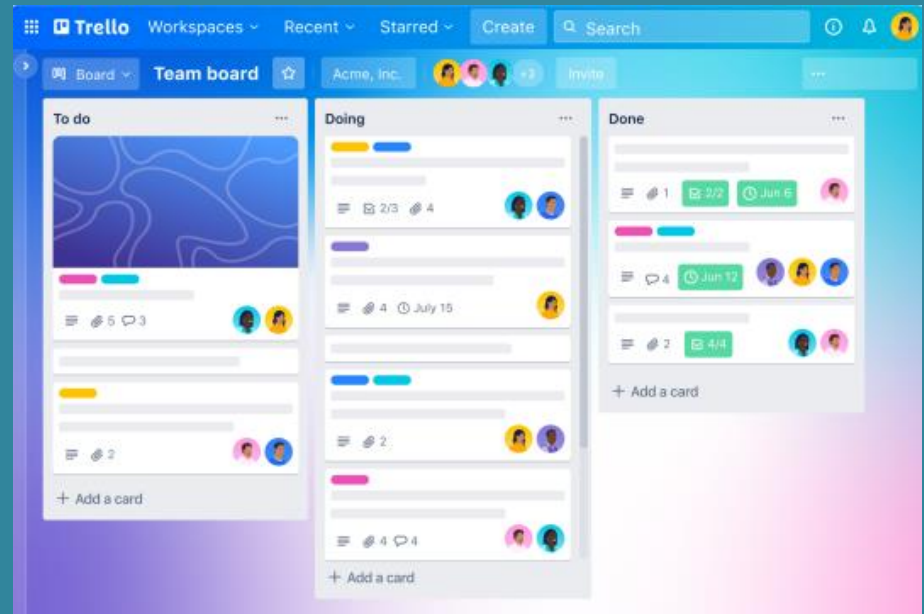 Trello Workspaces Recent Starred Create Search
Board Team board Acme, Inc. +3 Invite
To do
5 3
2
+ Add a card
Doing
2/3 4
4 July 15
2
4 4
+ Add a card
Done
1 2/2 Jun 6
4 Jun 12
2 4/4
+ Add a card